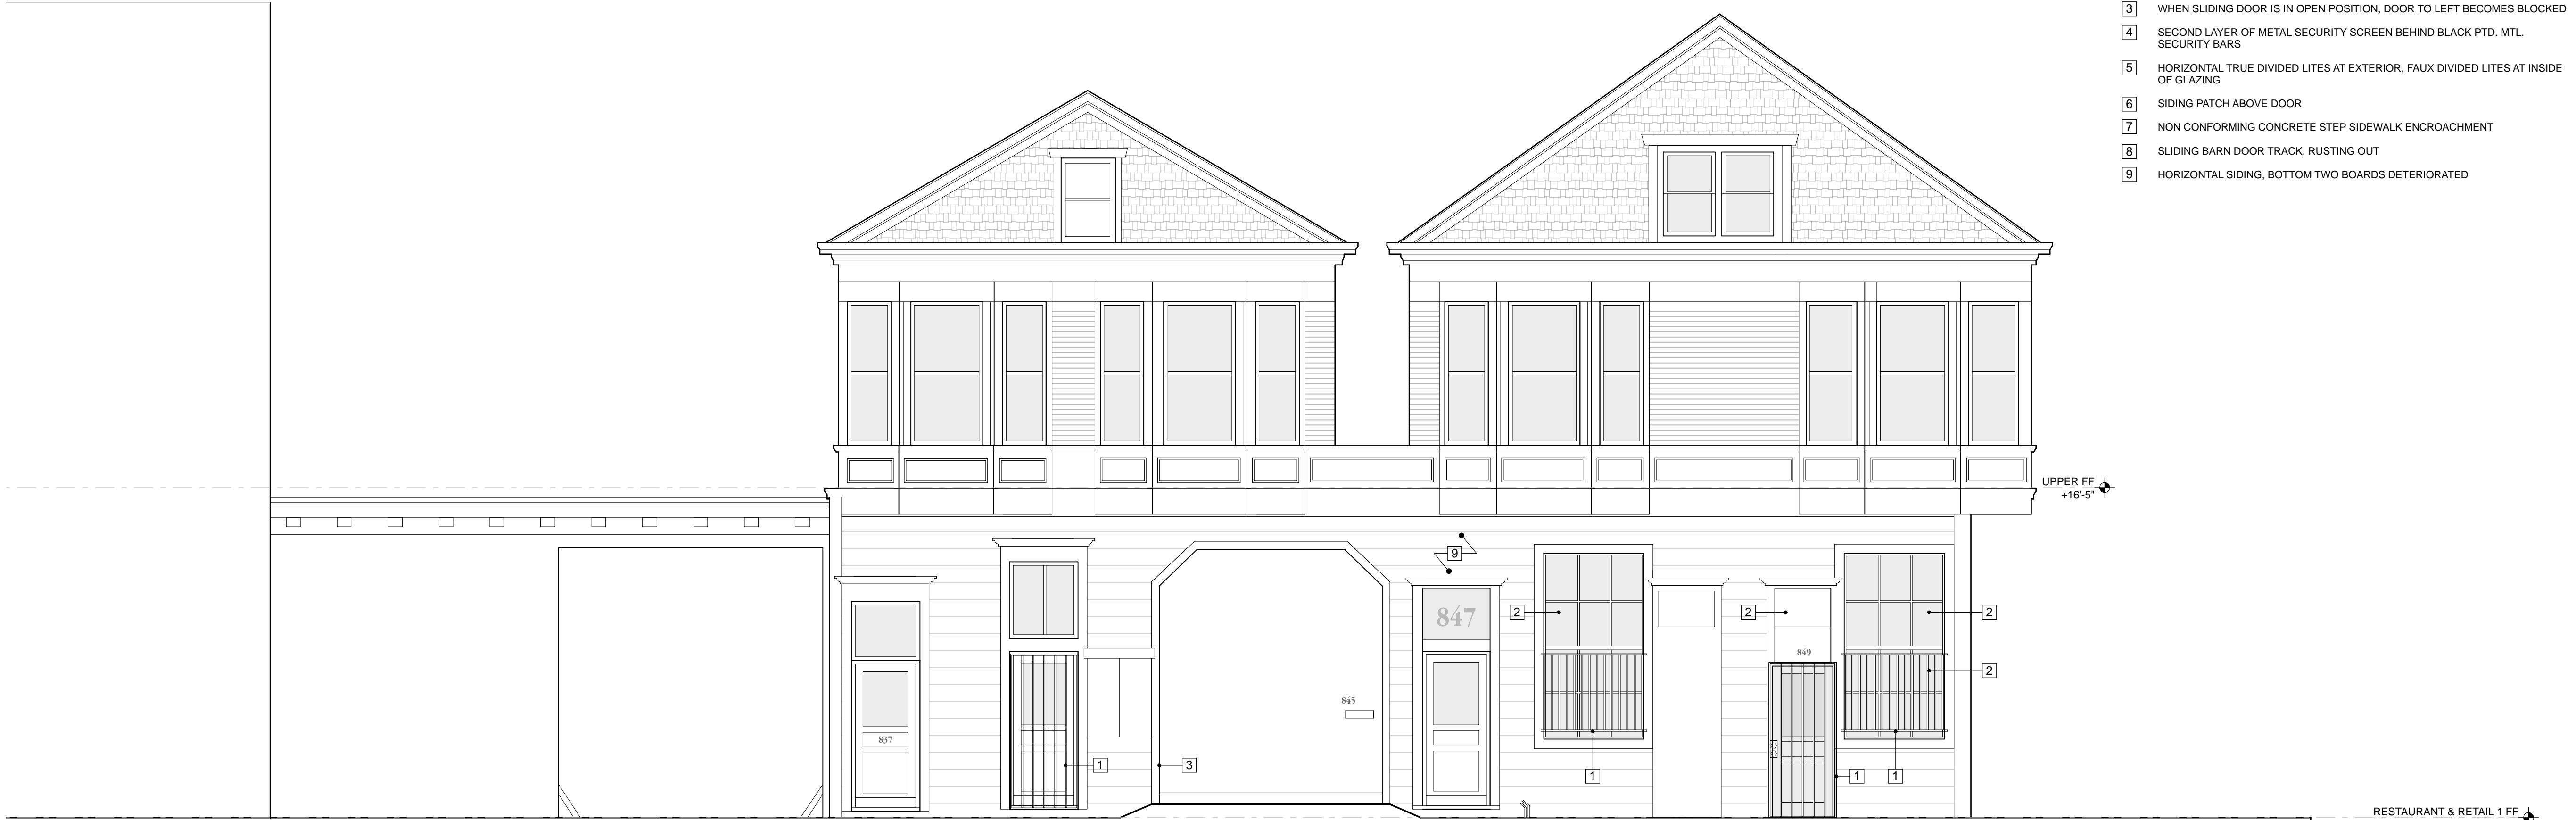 3 WHEN SLIDING DOOR IS IN OPEN POSITION, DOOR TO LEFT BECOMES BLOCKED
4 SECOND LAYER OF METAL SECURITY SCREEN BEHIND BLACK PTD. MTL.
SECURITY BARS
5 HORIZONTAL TRUE DIVIDED LITES AT EXTERIOR, FAUX DIVIDED LITES AT INSIDE
OF GLAZING
6 SIDING PATCH ABOVE DOOR
7 NON CONFORMING CONCRETE STEP SIDEWALK ENCROACHMENT
8 SLIDING BARN DOOR TRACK, RUSTING OUT
9 HORIZONTAL SIDING, BOTTOM TWO BOARDS DETERIORATED
UPPER FF
+16'-5"
9
2
847
2
2
849
2
845
837
1
3
1
1
1
RESTAURANT & RETAIL 1 FF